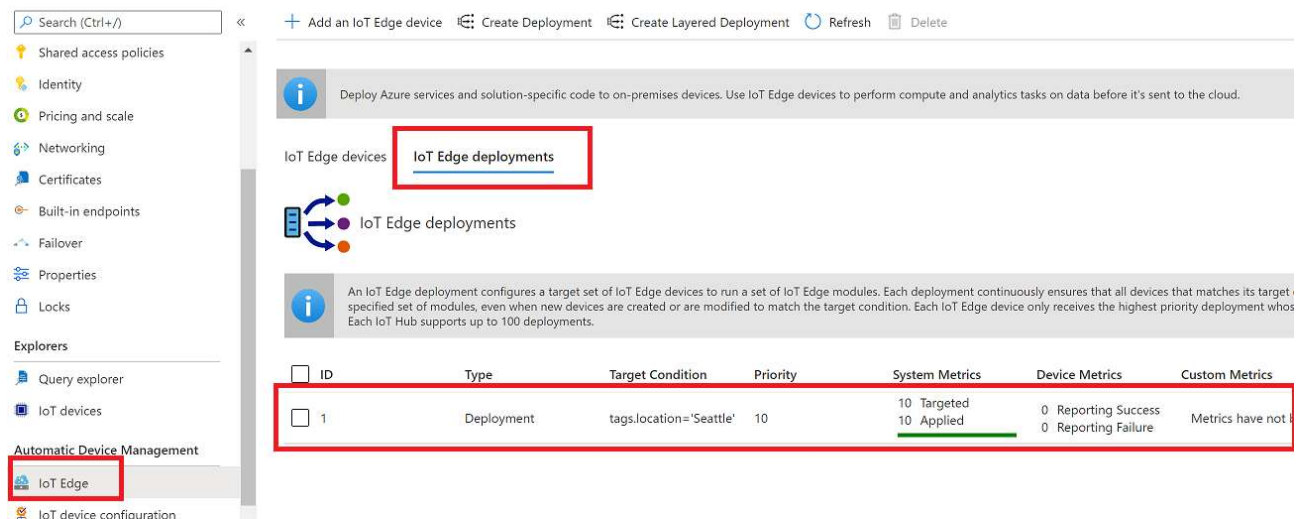 Search (Ctrl+/)
«
Add an IoT Edge device
Create Deployment
Create Layered Deployment
Refresh
Delete
Shared access policies
Identity
Pricing and scale
Networking
Certificates
Built-in endpoints
Failover
Properties
Locks
Explorers
Query explorer
IoT devices
Automatic Device Management
IoT Edge
IoT device configuration
Deploy Azure services and solution-specific code to on-premises devices. Use IoT Edge devices to perform compute and analytics tasks on data before it's sent to the cloud.
IoT Edge devices
IoT Edge deployments
IoT Edge deployments
An IoT Edge deployment configures a target set of IoT Edge devices to run a set of IoT Edge modules. Each deployment continuously ensures that all devices that matches its target
specified set of modules, even when new devices are created or are modified to match the target condition. Each IoT Edge device only receives the highest priority deployment whos
Each IoT Hub supports up to 100 deployments.
ID Type Target Condition Priority System Metrics Device Metrics Custom Metrics
1 Deployment tags.location='Seattle' 10
10 Targeted
10 Applied
0 Reporting Success
0 Reporting Failure
Metrics have not